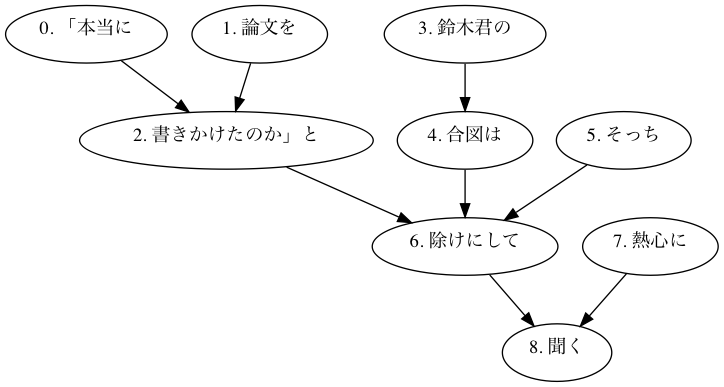 0. 「本当に
1. 論文を
3. 鈴木君の
2. 書きかけたのか」と
4. 合図は
5. そっち
6. 除けにして
7. 熱心に
8. 聞く